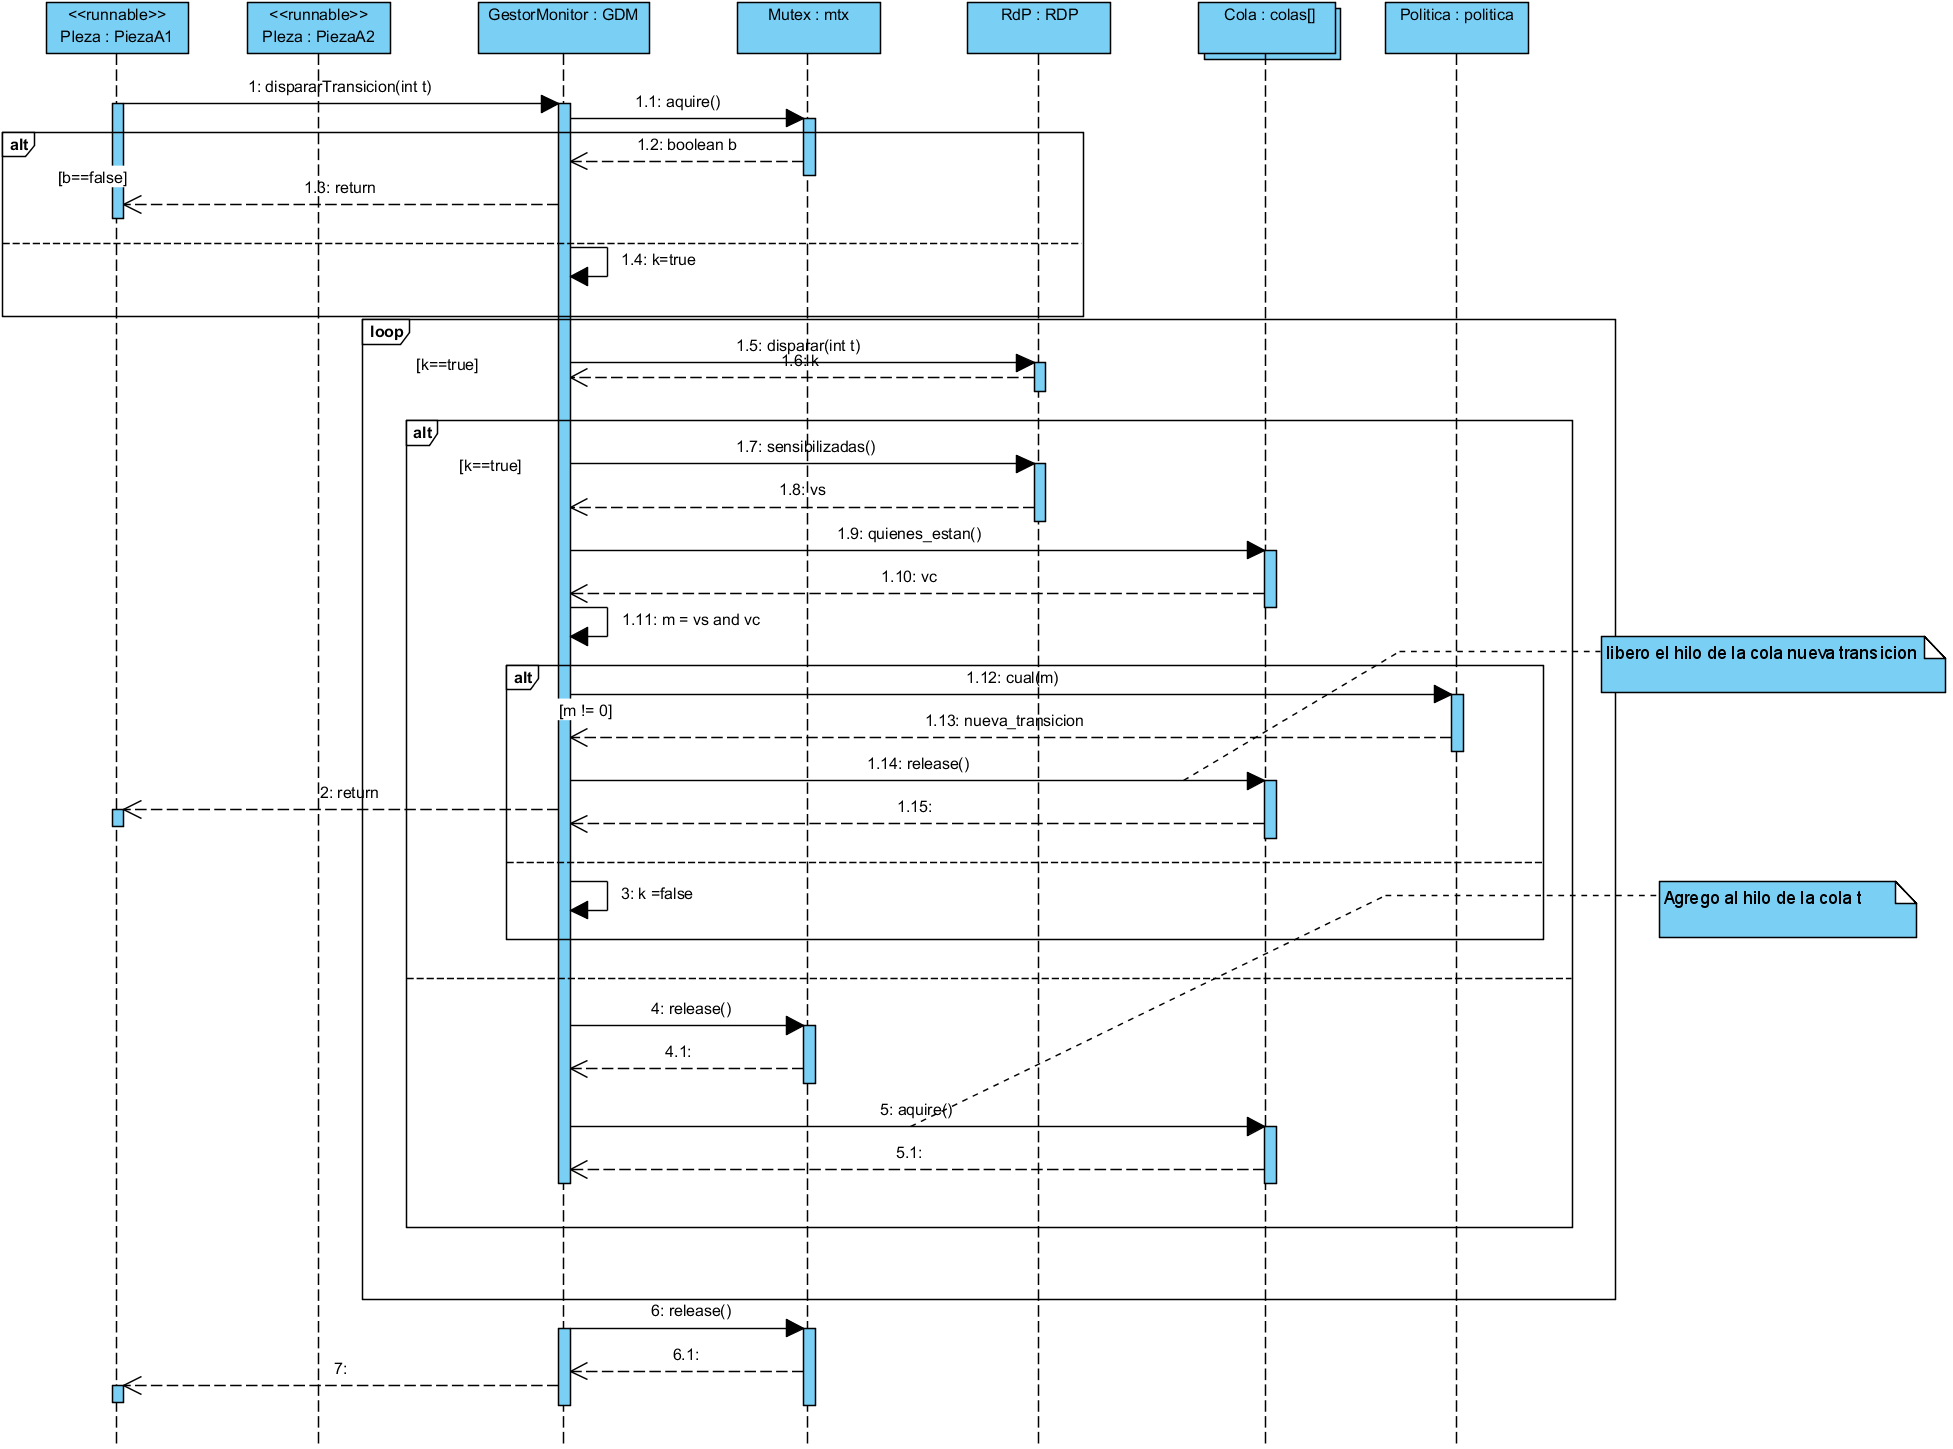 <<runnable>>
PIeza : PiezaA1
<<runnable>>
PIeza : PiezaA2
GestorMonitor : GDM
Mutex : mtx
RdP : RDP
Cola : colas[]
Politica : politica
1: dispararTransicion(int t)
1.1: aquire()
alt
1.2: boolean b
[b==false]
1.3: return
1.4: k=true
loop
1.5: disparar(int t)
[k==true]
1.6: k
alt
1.7: sensibilizadas()
[k==true]
1.8: vs
1.9: quienes_estan()
1.10: vc
1.11: m = vs and vc
libero el hilo de la cola nueva transicion
alt
1.12: cual(m)
[m != 0]
1.13: nueva_transicion
1.14: release()
2: return
1.15:
3: k =false
Agrego al hilo de la cola t
4: release()
4.1:
5: aquire()
5.1:
6: release()
6.1:
7: